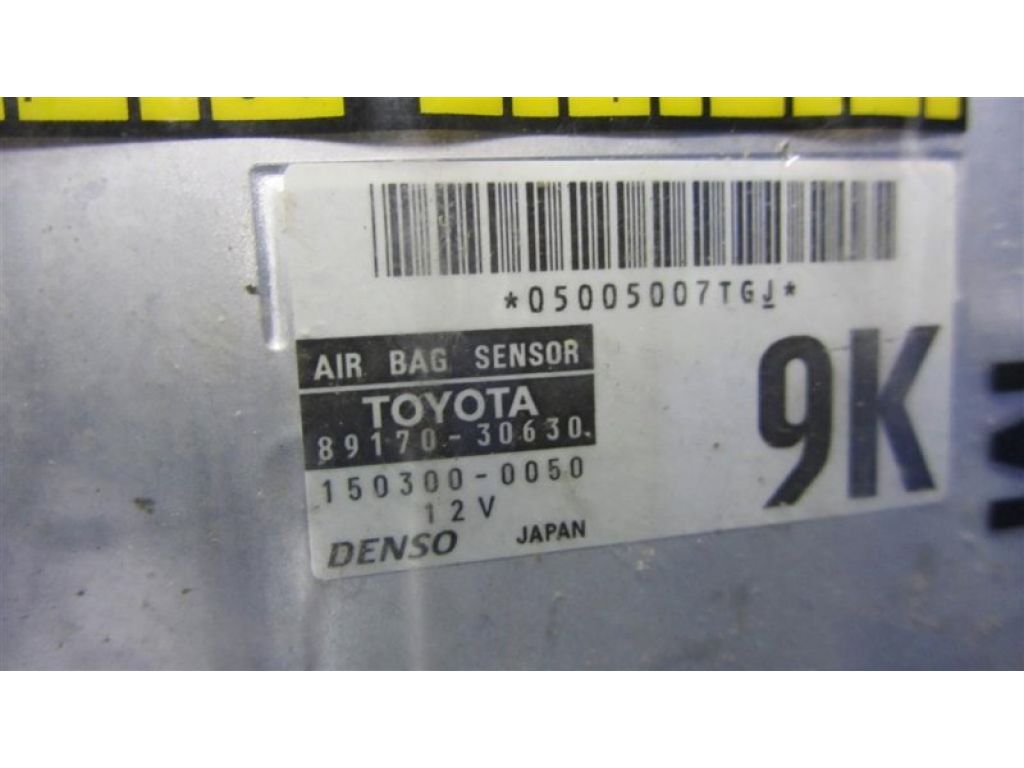 *05005007TGJ*
AIR BAG SENSOR
TOYOTA
89170-30630
9K
150300-0050
12V
DENSO JAPAN